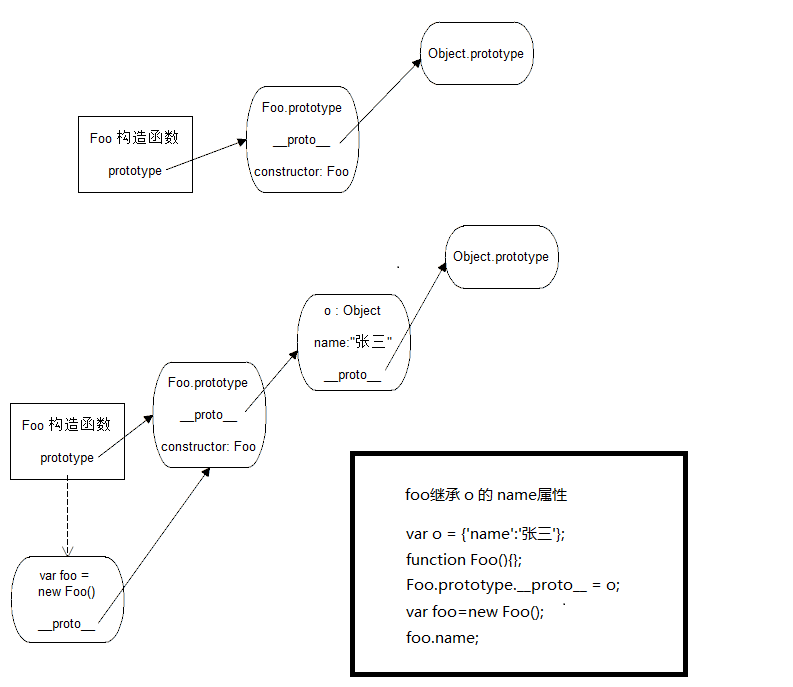 Object.prototype
Foo.prototype
__proto__
constructor: Foo
Foo 构造函数
prototype
Object.prototype
o : Object
name:"张三"
__proto__
Foo.prototype
__proto__
constructor: Foo
Foo 构造函数
prototype
var foo =
new Foo()
__proto__
foo继承 o 的 name属性
var o = {'name':'张三'};
function Foo(){};
Foo.prototype.__proto__ = o;
var foo=new Foo();
foo.name;